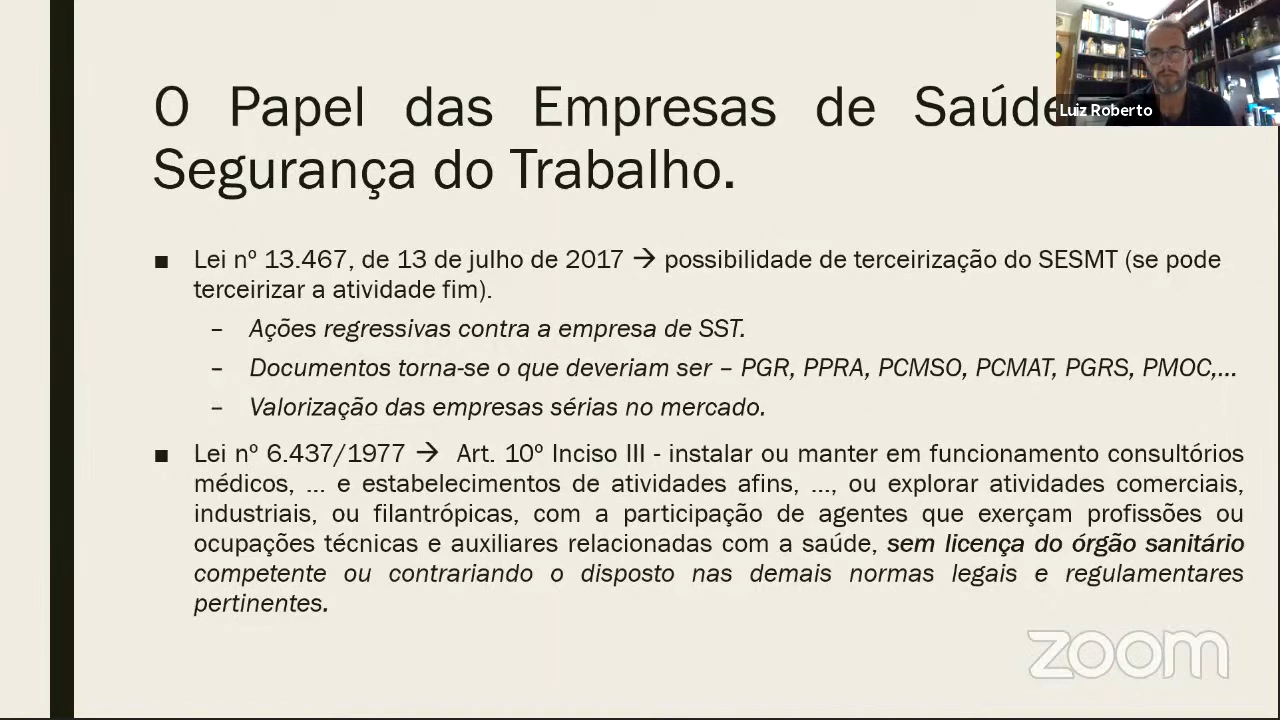 O Papel das Empresas de Saúde
Segurança do Trabalho.
Luiz Roberto
■ Lei nº 13.467, de 13 de julho de 2017 → possibilidade de terceirização do SESMT (se pode
terceirizar a atividade fim).
– Ações regressivas contra a empresa de SST.
– Documentos torna-se o que deveriam ser – PGR, PPRA, PCMSO, PCMAT, PGRS, PMOC,...
– Valorização das empresas sérias no mercado.
■ Lei nº 6.437/1977 → Art. 10º Inciso III - instalar ou manter em funcionamento consultórios
médicos, ... e estabelecimentos de atividades afins, ..., ou explorar atividades comerciais,
industriais, ou filantrópicas, com a participação de agentes que exerçam profissões ou
ocupações técnicas e auxiliares relacionadas com a saúde, sem licença do órgão sanitário
competente ou contrariando o disposto nas demais normas legais e regulamentares
pertinentes.
zoom